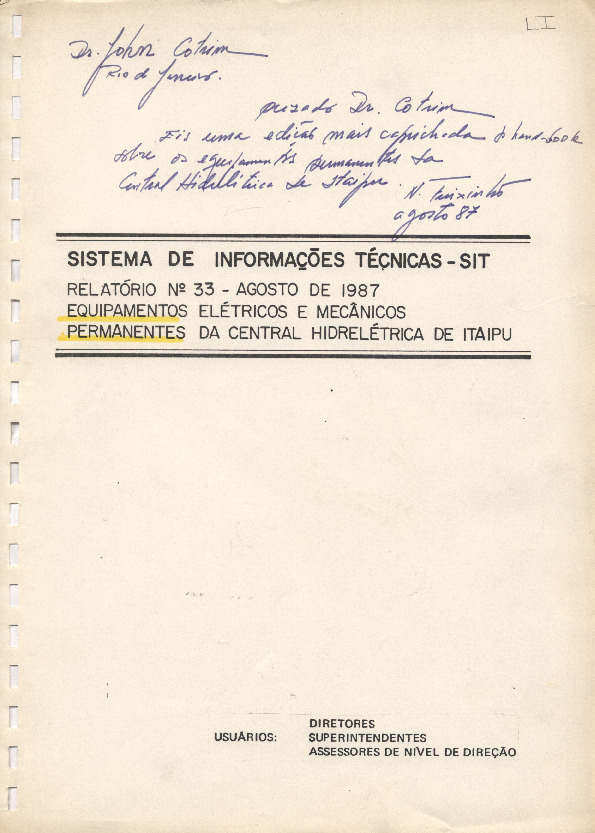 LI
Dr. John Cotrim
Rio de Janeiro.
prezado Dr. Cotrim
Eis uma edição mais caprichada do hand-book
sobre os equipamentos permanentes da
Central Hidrelétrica de Itaipu.
agosto 87
SISTEMA DE INFORMAÇÕES TÉCNICAS - SIT
RELATÓRIO Nº 33 - AGOSTO DE 1987
EQUIPAMENTOS ELÉTRICOS E MECÂNICOS
PERMANENTES DA CENTRAL HIDRELÉTRICA DE ITAIPU
DIRETORES
USUÁRIOS: SUPERINTENDENTES
ASSESSORES DE NÍVEL DE DIREÇÃO